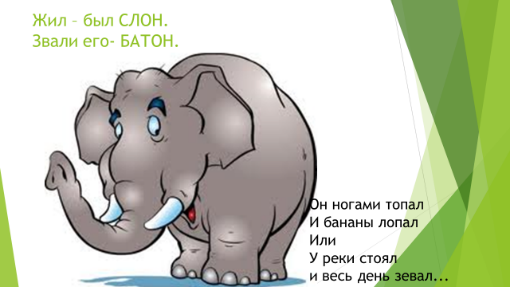 Жил – был СЛОН.
Звали его- БАТОН.
Он ногами топал
И бананы лопал
Или
У реки стоял
и весь день зевал...